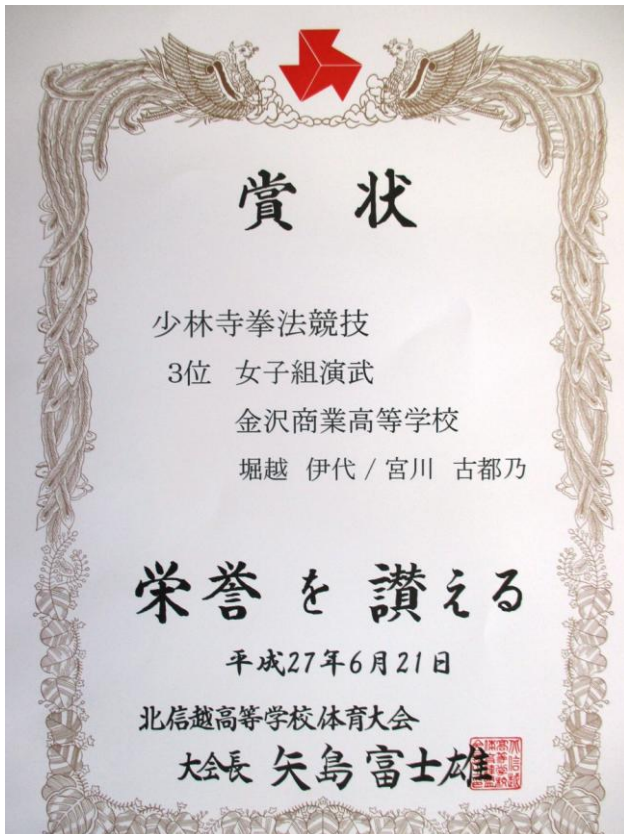 賞状
少林寺拳法競技
3位 女子組演武
金沢商業高等学校
堀越 伊代 / 宮川 古都乃
栄誉を讃える
平成27年6月21日
北信越高等学校体育大会
大会長 矢島富士雄